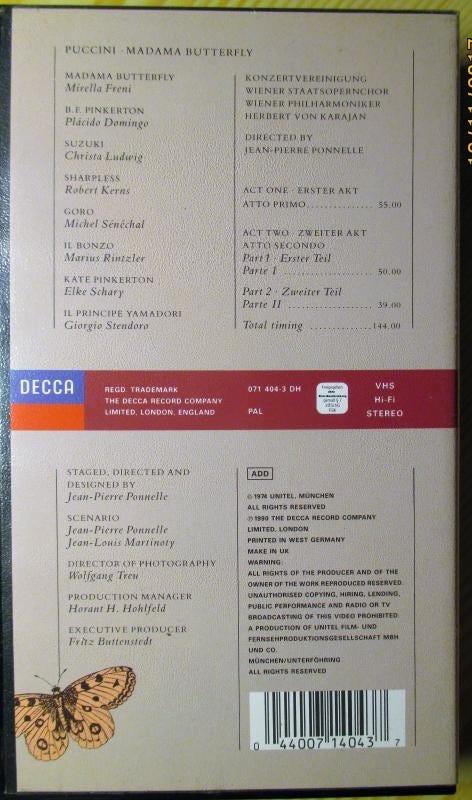 PUCCINI · MADAMA BUTTERFLY
MADAMA BUTTERFLY
Mirella Freni
B.F. PINKERTON
Plácido Domingo
SUZUKI
Christa Ludwig
SHARPLESS
Robert Kerns
GORO
Michel Sénéchal
IL BONZO
Marius Rintzler
KATE PINKERTON
Elke Schary
IL PRINCIPE YAMADORI
Giorgio Stendoro
KONZERTVEREINIGUNG
WIENER STAATSOPERNCHOR
WIENER PHILHARMONIKER
HERBERT VON KARAJAN
DIRECTED BY
JEAN-PIERRE PONNELLE
ACT ONE · ERSTER AKT
ATTO PRIMO............... 55.00
ACT TWO · ZWEITER AKT
ATTO SECONDO
Part 1 · Erster Teil
Parte I .................... 50.00
Part 2 · Zweiter Teil
Parte II ................... 39.00
Total timing ..............144.00
DECCA
REGD. TRADEMARK
THE DECCA RECORD COMPANY
LIMITED, LONDON, ENGLAND
071 404-3 DH
PAL
Freigegeben
ohne
Altersbeschränkung
gemäß § 7
JÖSchG
FSK
VHS
Hi-Fi
STEREO
STAGED, DIRECTED AND
DESIGNED BY
Jean-Pierre Ponnelle
SCENARIO
Jean-Pierre Ponnelle
Jean-Louis Martinoty
DIRECTOR OF PHOTOGRAPHY
Wolfgang Treu
PRODUCTION MANAGER
Horant H. Hohlfeld
EXECUTIVE PRODUCER
Fritz Buttenstedt
ADD
© 1974 UNITEL, MÜNCHEN
ALL RIGHTS RESERVED
℗ 1990 THE DECCA RECORD COMPANY
LIMITED, LONDON
PRINTED IN WEST GERMANY
MAKE IN UK
WARNING:
ALL RIGHTS OF THE PRODUCER AND OF THE
OWNER OF THE WORK REPRODUCED RESERVED.
UNAUTHORISED COPYING, HIRING, LENDING,
PUBLIC PERFORMANCE AND RADIO OR TV
BROADCASTING OF THIS VIDEO PROHIBITED.
A PRODUCTION OF UNITEL FILM- UND
FERNSEHPRODUKTIONSGESELLSCHAFT MBH
UND CO.
MÜNCHEN/UNTERFÖHRING
ALL RIGHTS RESERVED
0 44007 14043 7